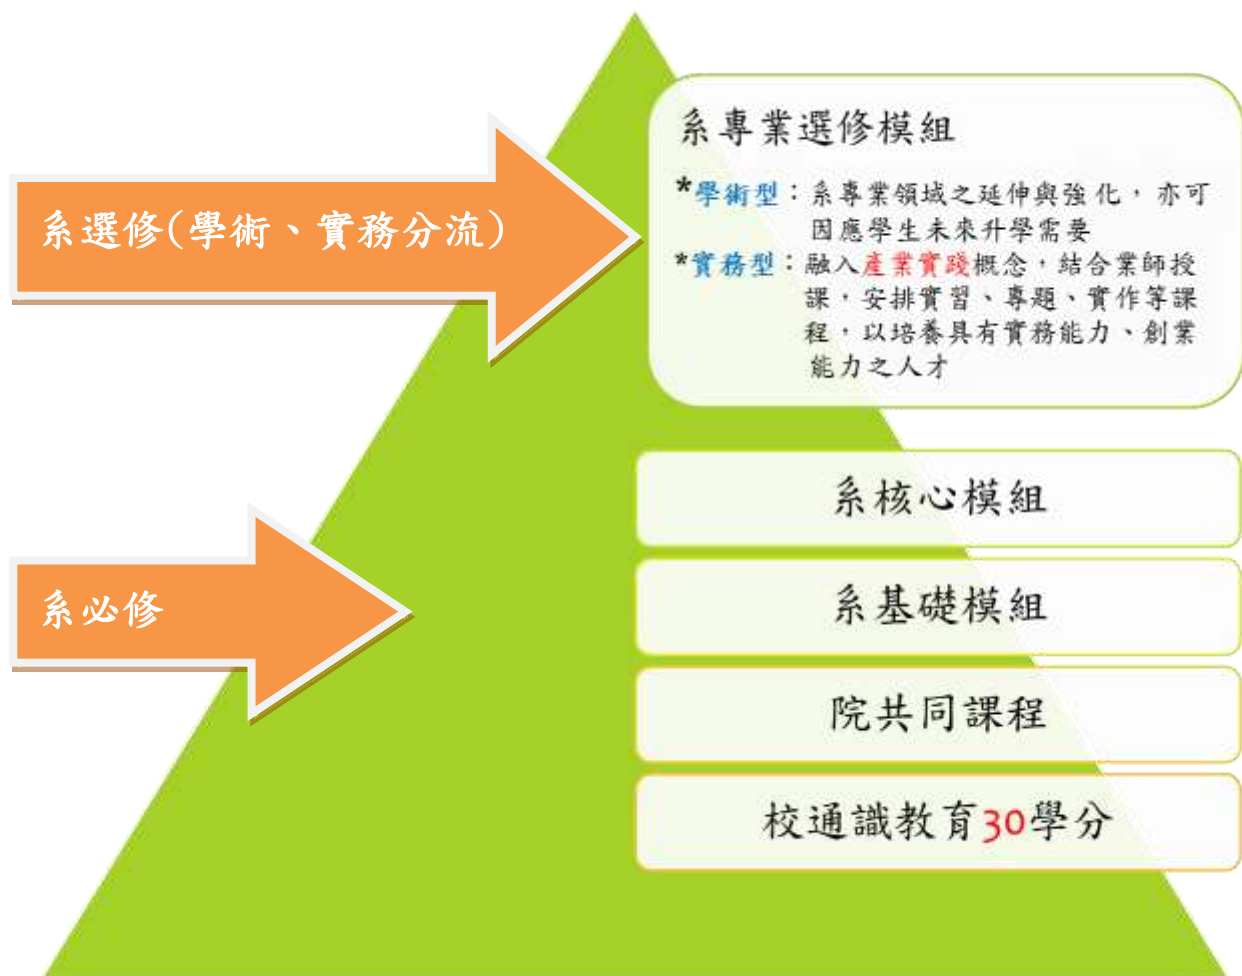 系選修(學術、實務分流)
系必修
系專業選修模組
*學術型：系專業領域之延伸與強化，亦可
因應學生未來升學需要
*實務型：融入產業實踐概念，結合業師授
課，安排實習、專題、實作等課
程，以培養具有實務能力、創業
能力之人才
系核心模組
系基礎模組
院共同課程
校通識教育30學分